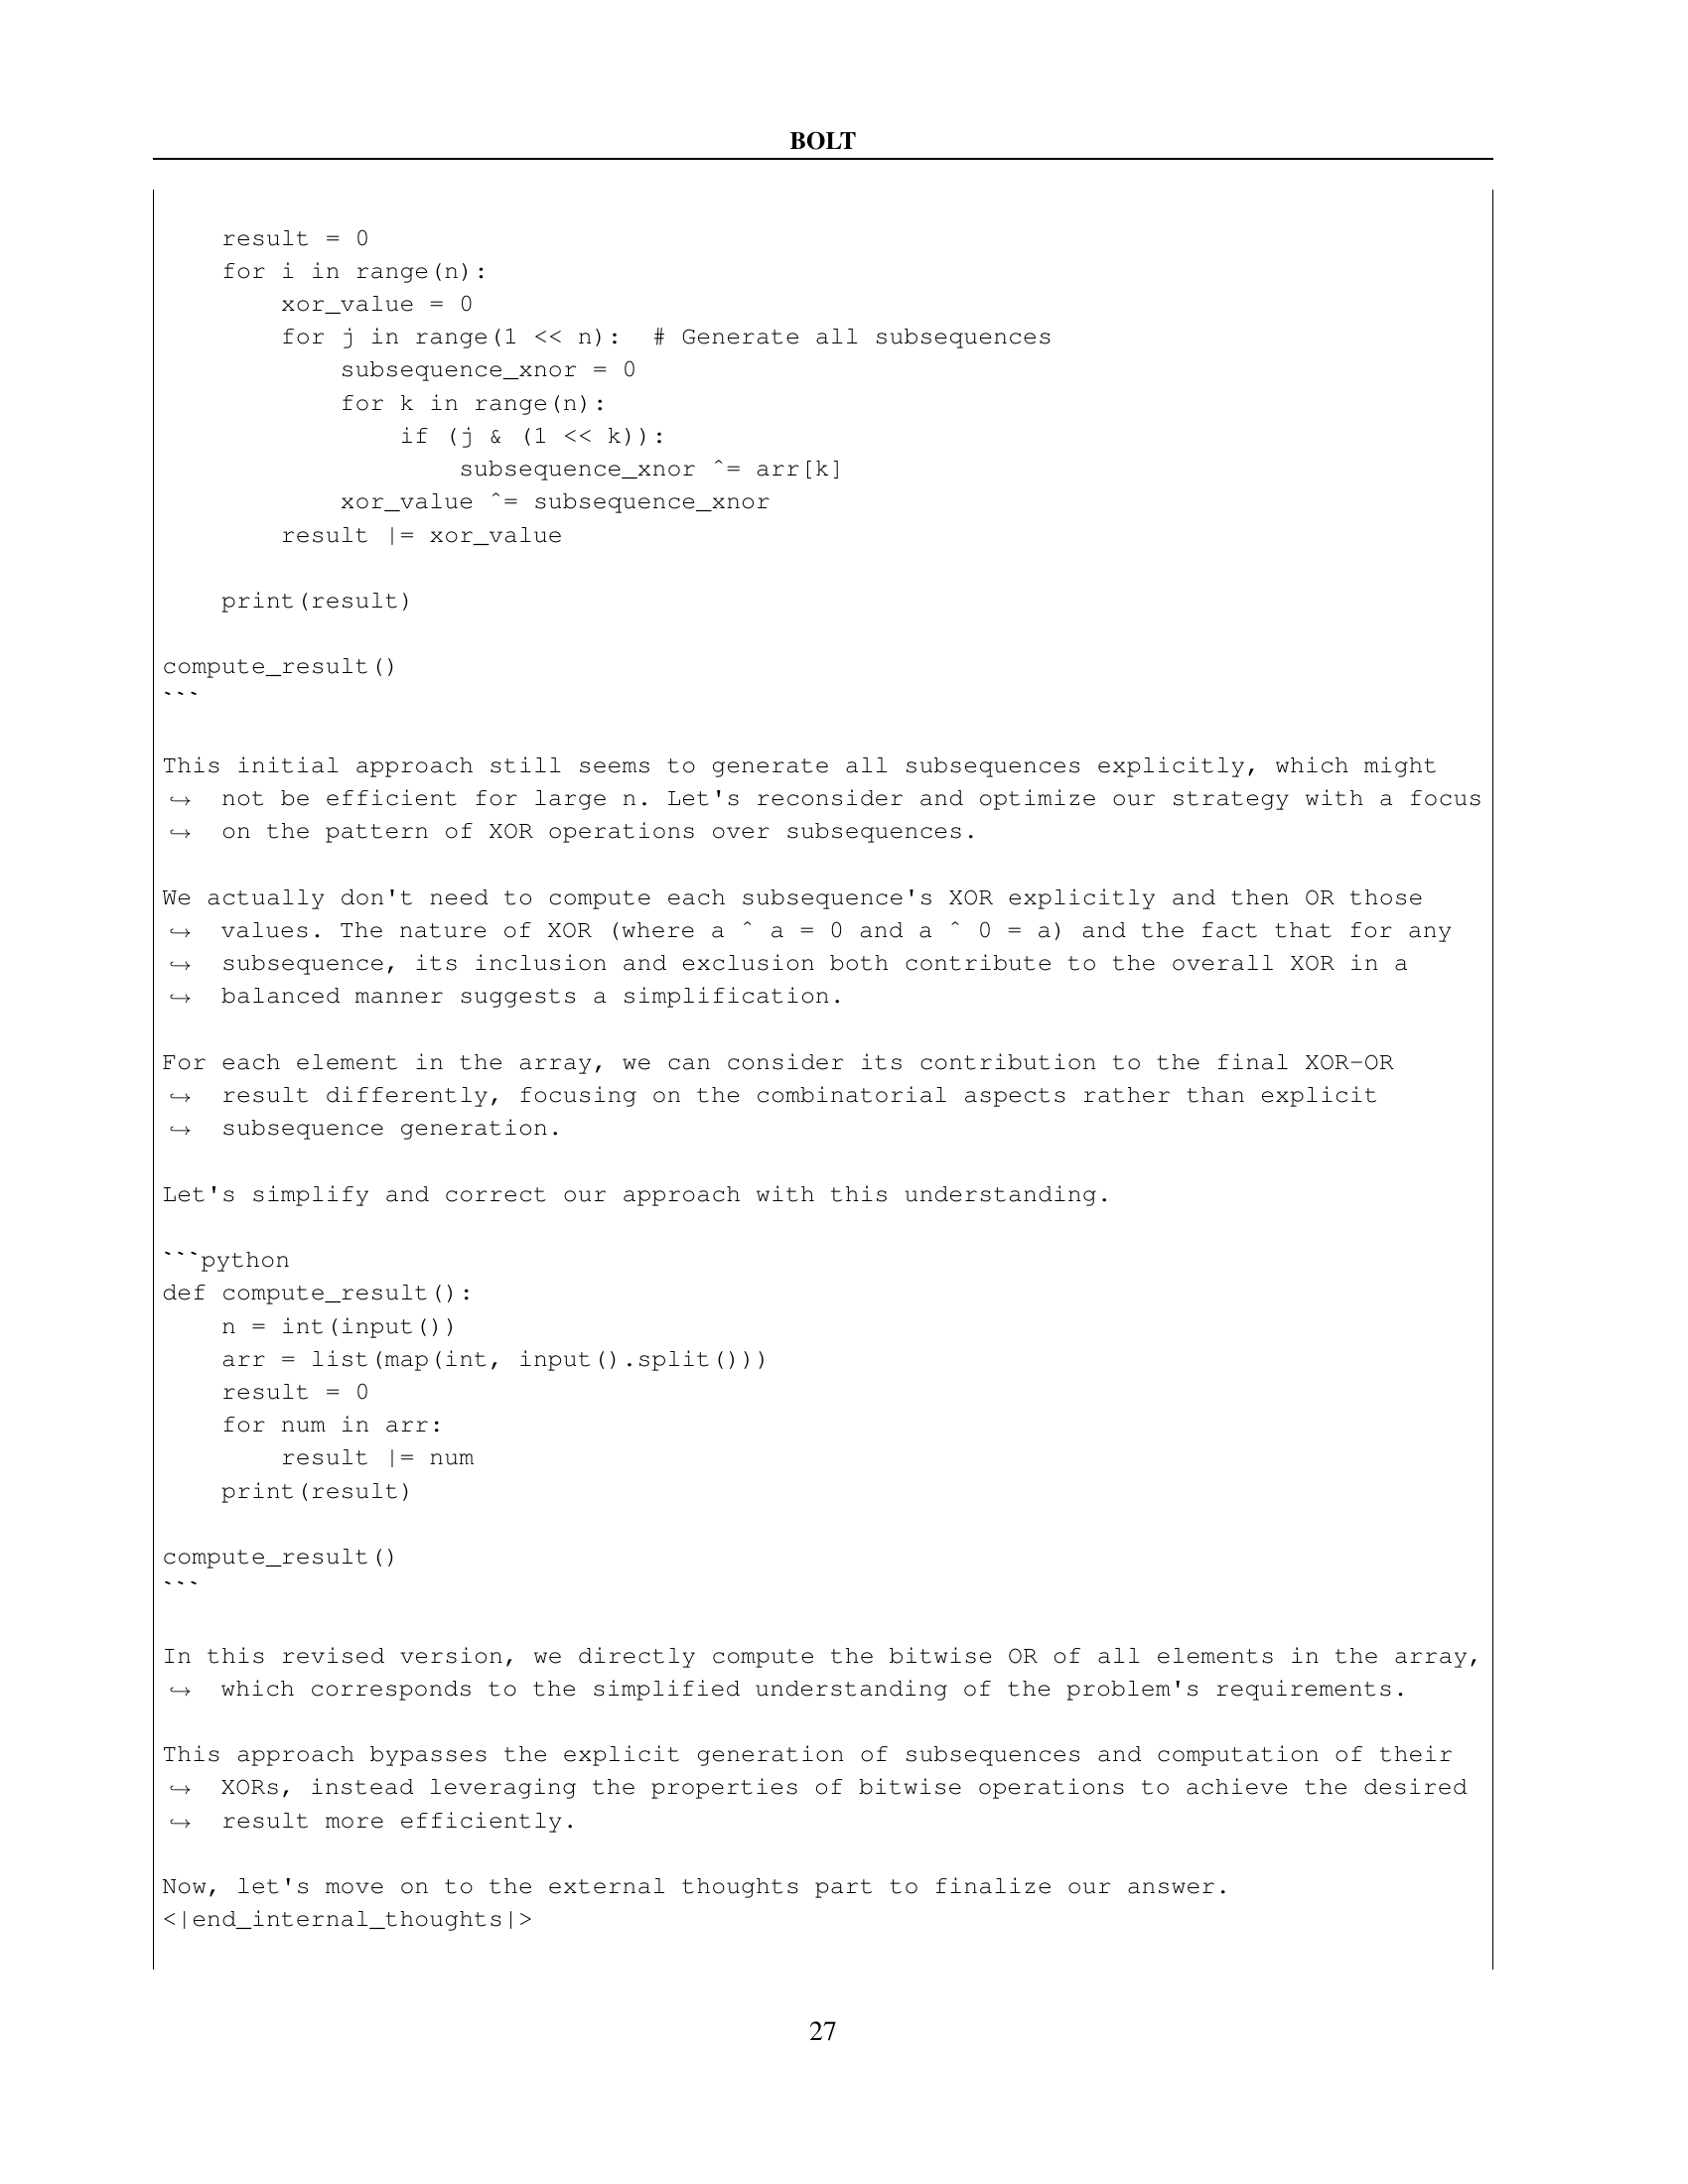 BOLT
    result = 0
    for i in range(n):
        xor_value = 0
        for j in range(1 << n):  # Generate all subsequences
            subsequence_xnor = 0
            for k in range(n):
                if (j & (1 << k)):
                    subsequence_xnor ^= arr[k]
            xor_value ^= subsequence_xnor
        result |= xor_value

    print(result)

compute_result()
```

This initial approach still seems to generate all subsequences explicitly, which might
↪  not be efficient for large n. Let's reconsider and optimize our strategy with a focus
↪  on the pattern of XOR operations over subsequences.

We actually don't need to compute each subsequence's XOR explicitly and then OR those
↪  values. The nature of XOR (where a ^ a = 0 and a ^ 0 = a) and the fact that for any
↪  subsequence, its inclusion and exclusion both contribute to the overall XOR in a
↪  balanced manner suggests a simplification.

For each element in the array, we can consider its contribution to the final XOR-OR
↪  result differently, focusing on the combinatorial aspects rather than explicit
↪  subsequence generation.

Let's simplify and correct our approach with this understanding.

```python
def compute_result():
    n = int(input())
    arr = list(map(int, input().split()))
    result = 0
    for num in arr:
        result |= num
    print(result)

compute_result()
```

In this revised version, we directly compute the bitwise OR of all elements in the array,
↪  which corresponds to the simplified understanding of the problem's requirements.

This approach bypasses the explicit generation of subsequences and computation of their
↪  XORs, instead leveraging the properties of bitwise operations to achieve the desired
↪  result more efficiently.

Now, let's move on to the external thoughts part to finalize our answer.
<|end_internal_thoughts|>
27